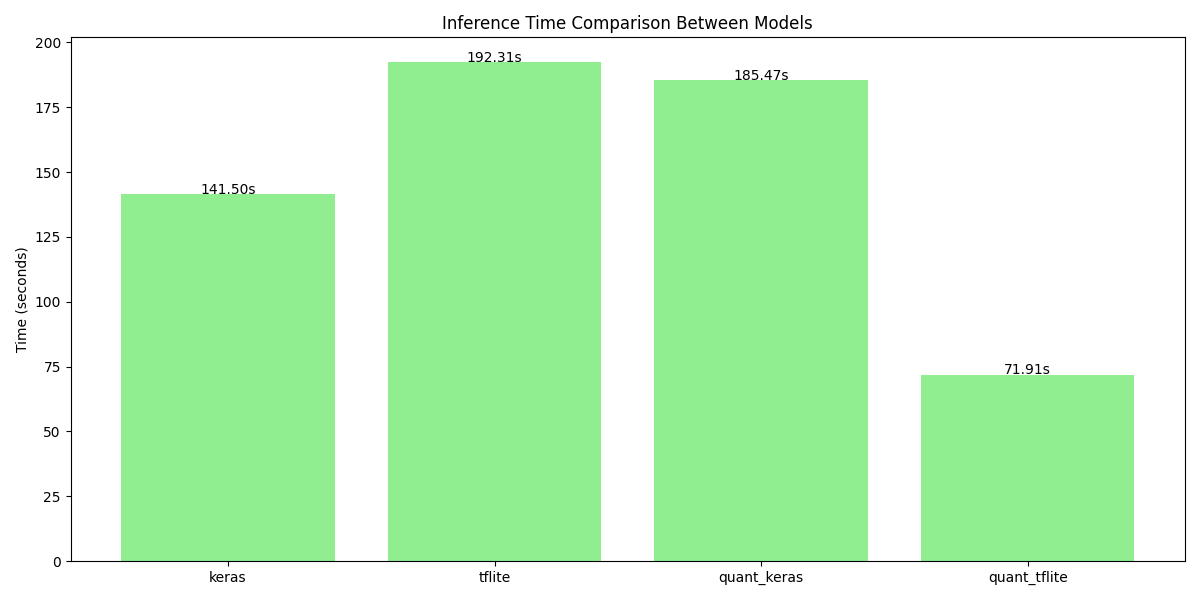 Inference Time Comparison Between Models
Time (seconds)
200
175
150
125
100
75
50
25
0
141.50s
192.31s
185.47s
71.91s
keras
tflite
quant_keras
quant_tflite